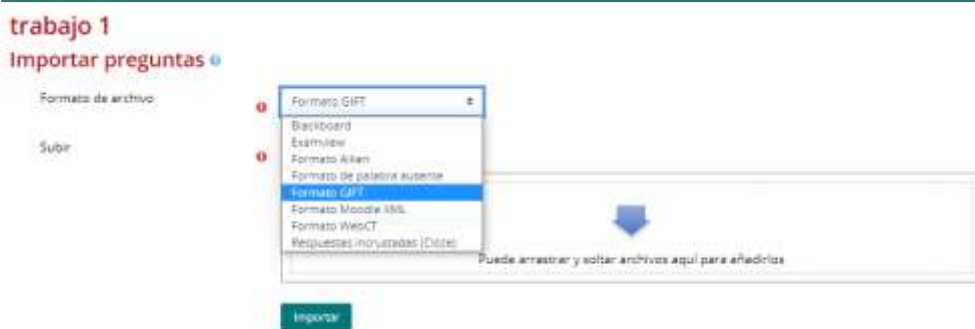 trabajo 1
Importar preguntas
Formato de archivo
Formato GIFT
Blackboard
Examview
Formato Aiken
Formato de palabra ausente
Formato GIFT
Formato Moodle XML
Formato WebCT
Respuestas incrustadas (Cloze)
Subir
Puede arrastrar y soltar archivos aquí para añadirlos
Importar